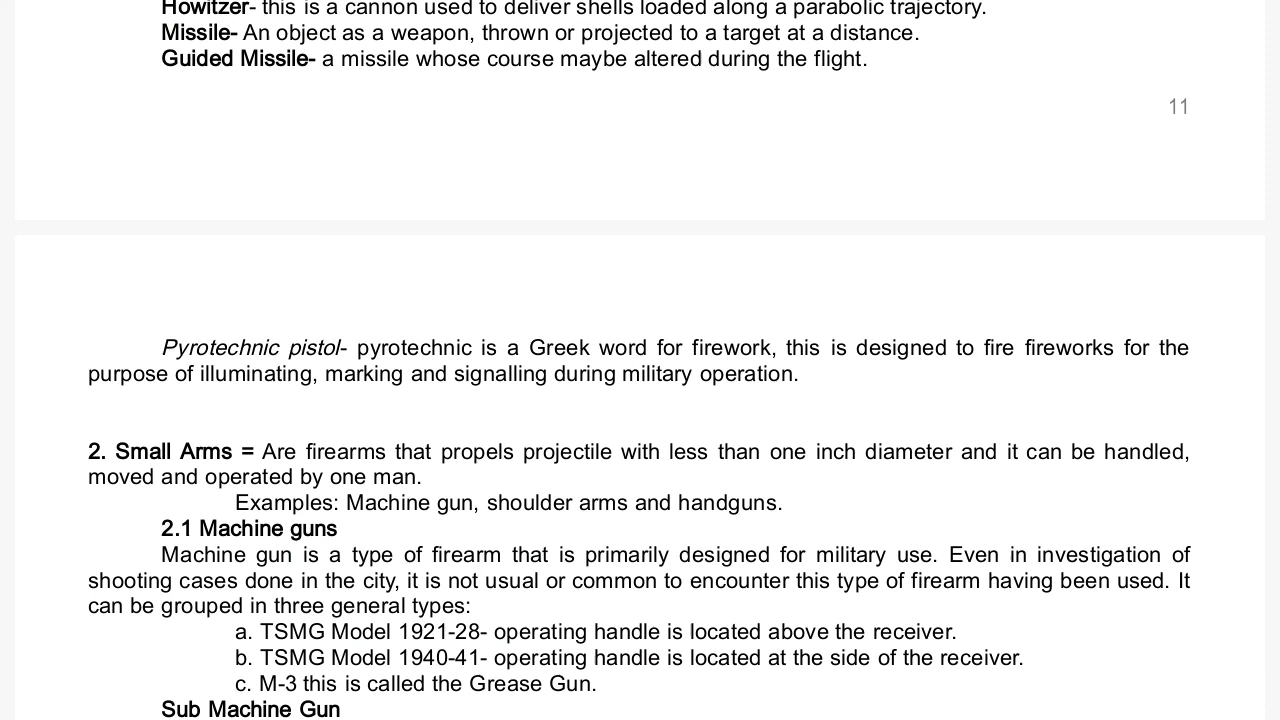 Howitzer- this is a cannon used to deliver shells loaded along a parabolic trajectory.
Missile- An object as a weapon, thrown or projected to a target at a distance.
Guided Missile- a missile whose course maybe altered during the flight.
11
Pyrotechnic pistol- pyrotechnic is a Greek word for firework, this is designed to fire fireworks for the
purpose of illuminating, marking and signalling during military operation.
2. Small Arms = Are firearms that propels projectile with less than one inch diameter and it can be handled,
moved and operated by one man.
Examples: Machine gun, shoulder arms and handguns.
2.1 Machine guns
Machine gun is a type of firearm that is primarily designed for military use. Even in investigation of
shooting cases done in the city, it is not usual or common to encounter this type of firearm having been used. It
can be grouped in three general types:
a. TSMG Model 1921-28- operating handle is located above the receiver.
b. TSMG Model 1940-41- operating handle is located at the side of the receiver.
c. M-3 this is called the Grease Gun.
Sub Machine Gun